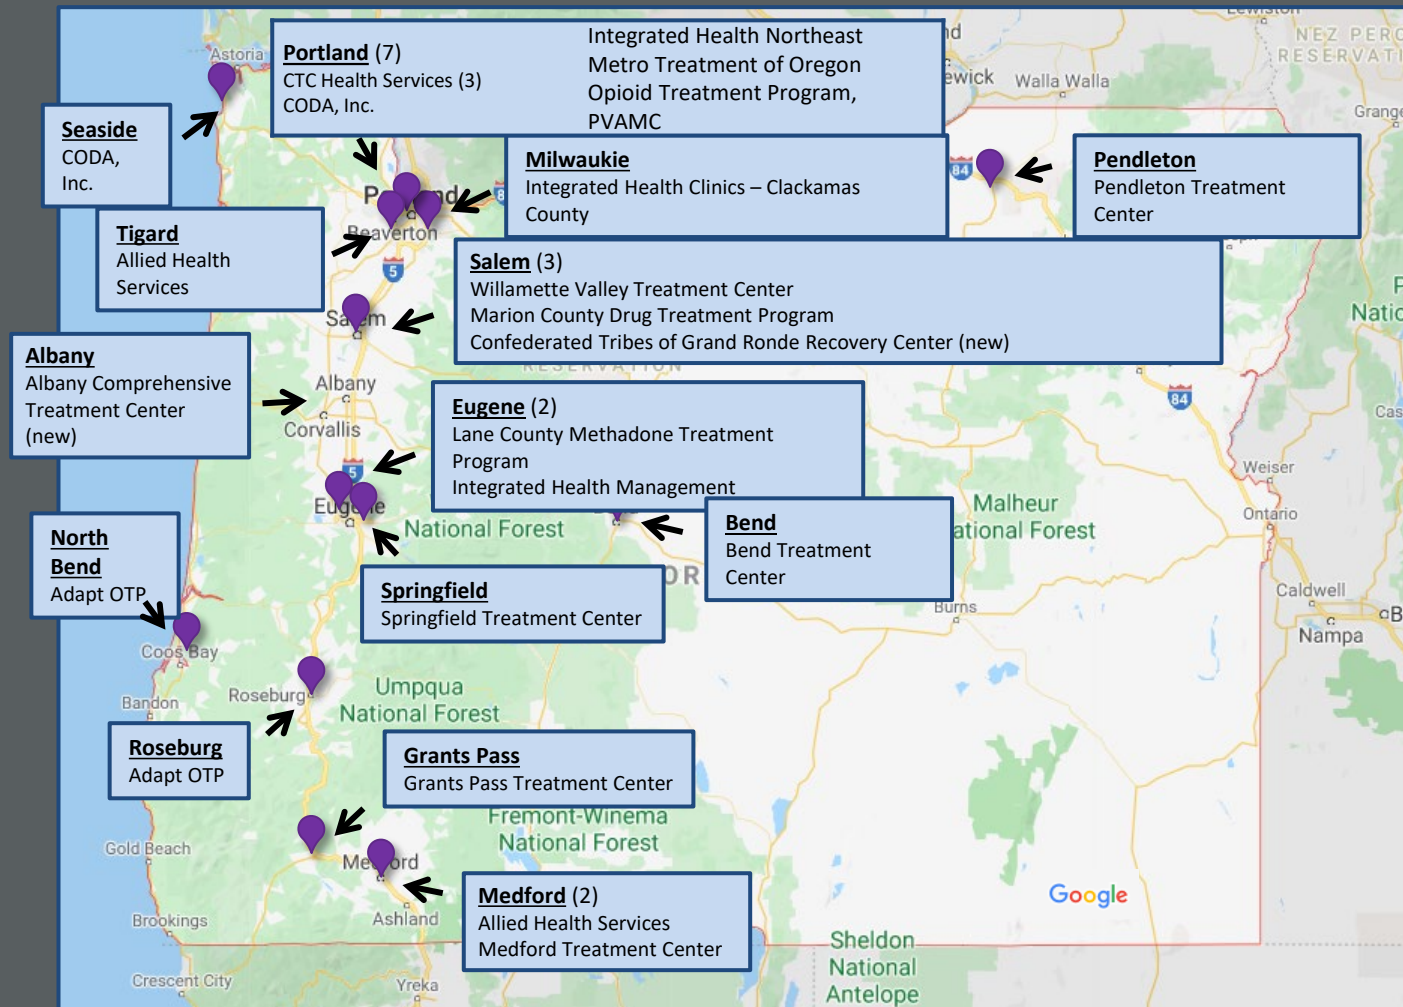 Portland (7)
CTC Health Services (3)
CODA, Inc.
Integrated Health Northeast
Metro Treatment of Oregon
Opioid Treatment Program,
PVAMC
Seaside
CODA,
Inc.
Milwaukie
Integrated Health Clinics – Clackamas
County
Pendleton
Pendleton Treatment
Center
Tigard
Allied Health
Services
Salem (3)
Willamette Valley Treatment Center
Marion County Drug Treatment Program
Confederated Tribes of Grand Ronde Recovery Center (new)
Albany
Albany Comprehensive
Treatment Center
(new)
Eugene (2)
Lane County Methadone Treatment
Program
Integrated Health Management
Bend
Bend Treatment
Center
North
Bend
Adapt OTP
Springfield
Springfield Treatment Center
Roseburg
Adapt OTP
Grants Pass
Grants Pass Treatment Center
Medford (2)
Allied Health Services
Medford Treatment Center
Astoria
Walla Walla
84
Beaverton
5
RESERVATION
Albany
Corvallis
84
5
Weiser
Ontario
National Forest
Malheur
Caldwell
Nampa
Burns
Coos Bay
Bandon
Roseburg
Umpqua
National Forest
Fremont-Winema
National Forest
Gold Beach
Google
Ashland
Brookings
Crescent City
Yreka
Sheldon
National
Antelope